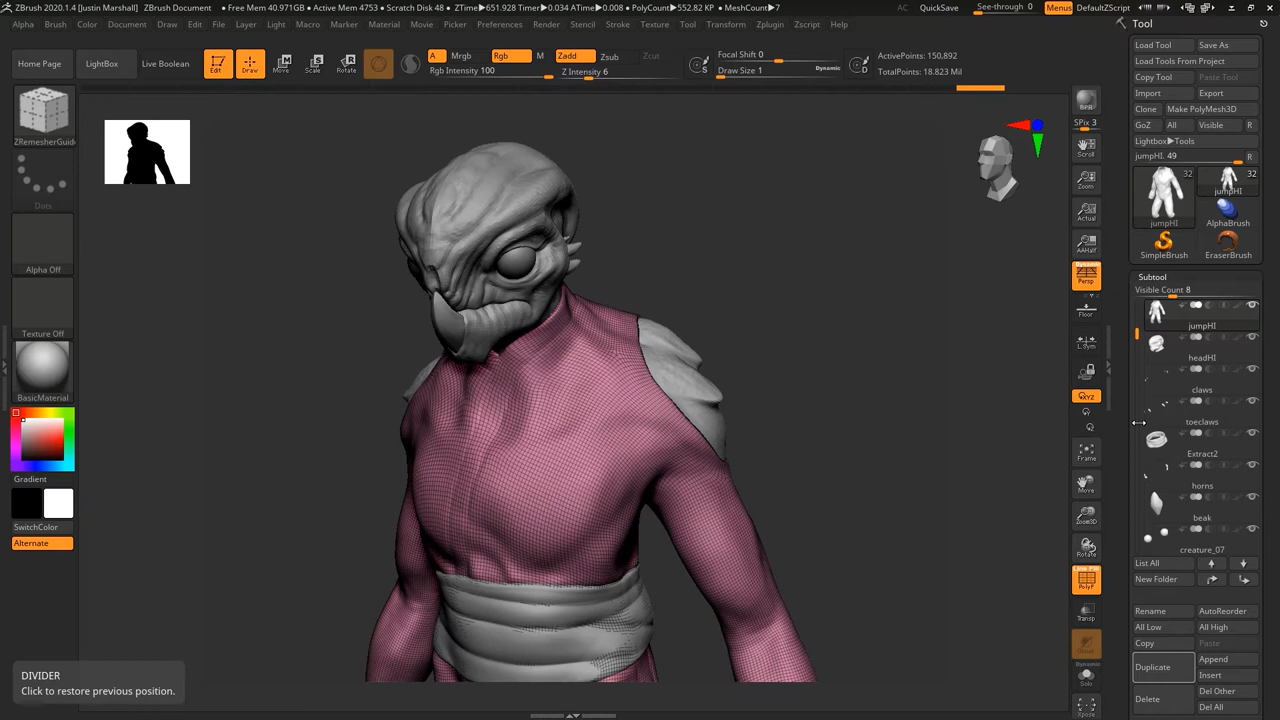 ZBrush 2020.1.4 [Justin Marshall] ZBrush Document • Free Mem 40.971GB • Active Mem 4753 • Scratch Disk 48 • ZTime▶651.928 Timer▶0.034 ATime▶0.008 • PolyCount▶552.82 KP • MeshCount▶7 AC QuickSave See-through 0 Menus DefaultZScript
Alpha Brush Color Document Draw Edit File Layer Light Macro Marker Material Movie Picker Preferences Render Stencil Stroke Texture Tool Transform Zplugin Zscript Help
Tool
Home Page LightBox Live Boolean
Edit Draw Move Scale Rotate
A Mrgb Rgb M Zadd Zsub Zcut
Rgb Intensity 100 Z Intensity 6
Focal Shift 0
Draw Size 1 Dynamic
S D
ActivePoints: 150,892
TotalPoints: 18.823 Mil
Load Tool Save As
Load Tools From Project
Copy Tool Paste Tool
Import Export
Clone Make PolyMesh3D
GoZ All Visible R
Lightbox▶Tools
jumpHI. 49 R
32 32
jumpHI
jumpHI AlphaBrush
SimpleBrush EraserBrush
Subtool
Visible Count 8
jumpHI
headHI
claws
toeclaws
Extract2
horns
beak
creature_07
List All
New Folder
Rename AutoReorder
All Low All High
Copy Paste
Duplicate Append
Insert
Delete Del Other
Del All
ZRemesherGuid
Dots
Alpha Off
Texture Off
BasicMaterial
Gradient
SwitchColor
Alternate
BPR
SPix 3
Scroll
Zoom
Actual
AAHalf
Dynamic
Persp
Floor
L.Sym
XYZ
Frame
Move
Zoom3D
Rotate
Line Fill
PolyF
Transp
Dynamic
Solo
Xpose
DIVIDER
Click to restore previous position.